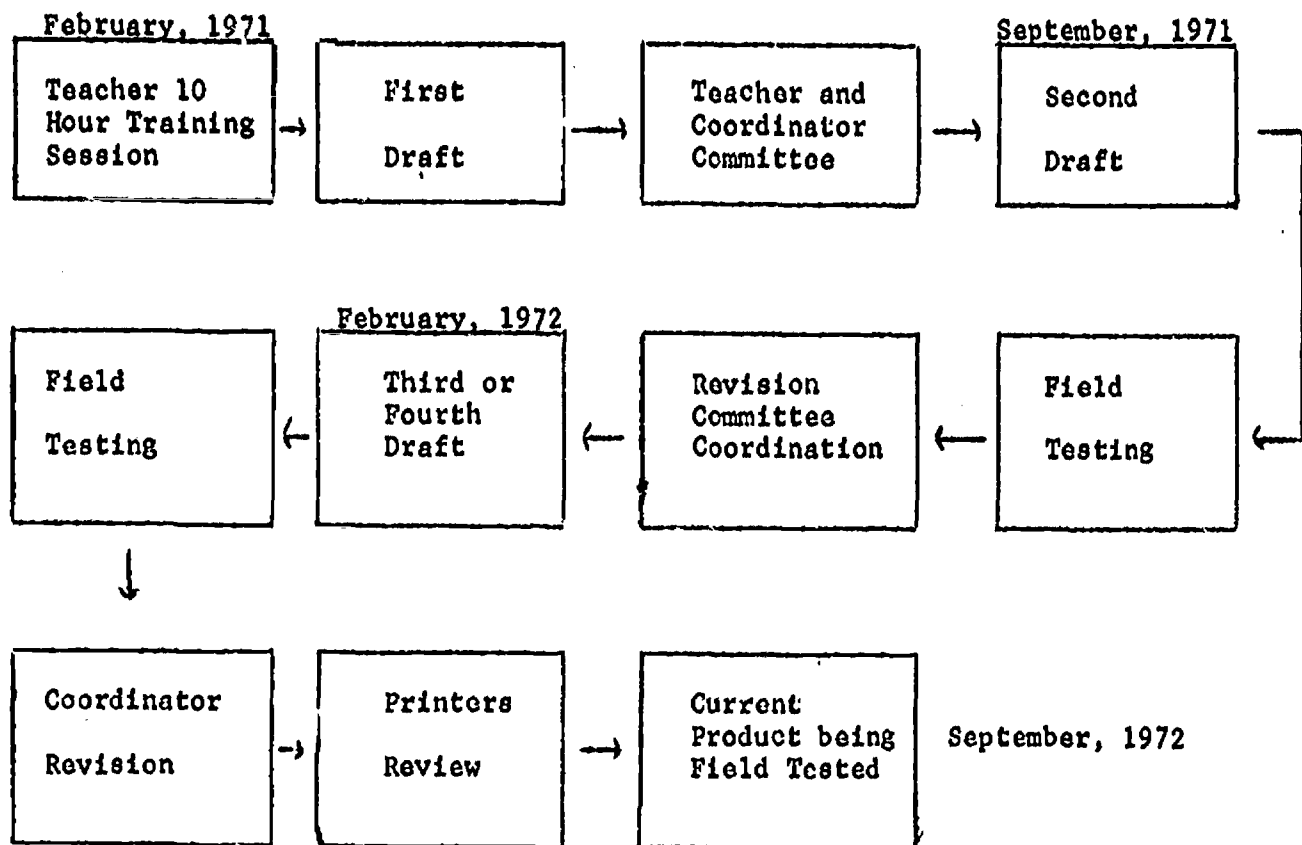 February, 1971
Teacher 10
Hour Training
Session
First
Draft
Teacher and
Coordinator
Committee
September, 1971
Second
Draft
Field
Testing
February, 1972
Third or
Fourth
Draft
Revision
Committee
Coordination
Field
Testing
Coordinator
Revision
Printers
Review
Current
Product being
Field Tested
September, 1972